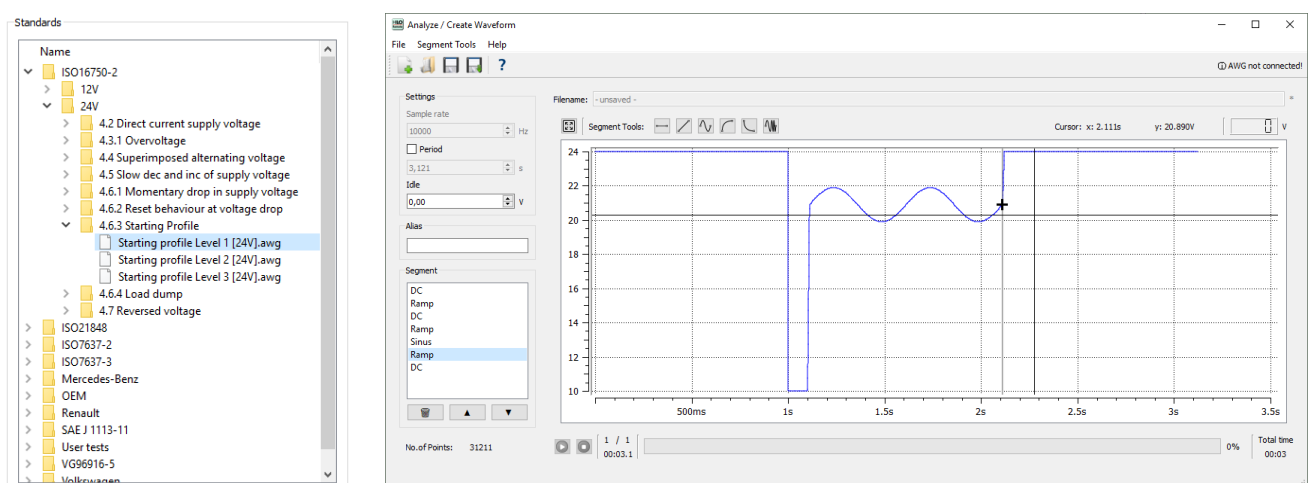 Standards
Name
ISO16750-2
12V
24V
4.2 Direct current supply voltage
4.3.1 Overvoltage
4.4 Superimposed alternating voltage
4.5 Slow dec and inc of supply voltage
4.6.1 Momentary drop in supply voltage
4.6.2 Reset behaviour at voltage drop
4.6.3 Starting Profile
Starting profile Level 1 [24V].awg
Starting profile Level 2 [24V].awg
Starting profile Level 3 [24V].awg
4.6.4 Load dump
4.7 Reversed voltage
ISO21848
ISO7637-2
ISO7637-3
Mercedes-Benz
OEM
Renault
SAE J 1113-11
User tests
VG96916-5
Volkswagen
Analyze / Create Waveform
File Segment Tools Help
AWG not connected!
Settings
Sample rate
10000 Hz
Period
3,121 s
Idle
0,00 V
Alias
Segment
DC
Ramp
DC
Ramp
Sinus
Ramp
DC
No.of Points: 31211
Filename: - unsaved -
Segment Tools:
Cursor: x: 2.111s y: 20.890V
0 V
24
22
20
18
16
14
12
10
500ms 1s 1.5s 2s 2.5s 3s 3.5s
1 / 1
00:03.1
0%
Total time
00:03